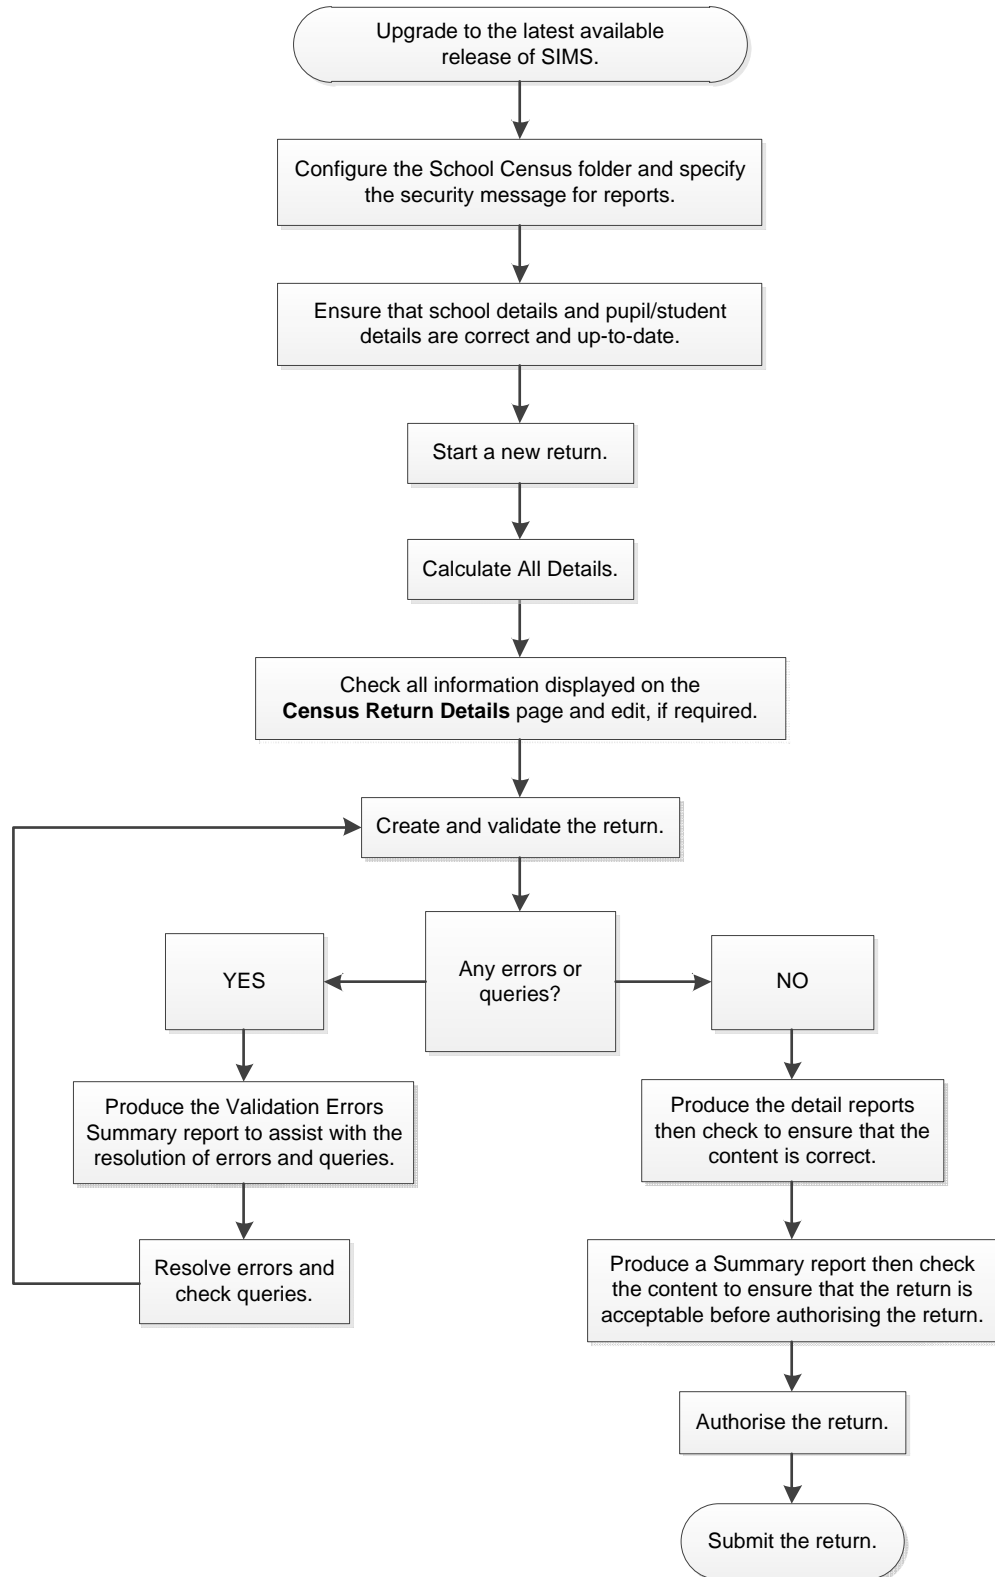 Upgrade to the latest available
release of SIMS.
Configure the School Census folder and specify
the security message for reports.
Ensure that school details and pupil/student
details are correct and up-to-date.
Start a new return.
Calculate All Details.
Check all information displayed on the
Census Return Details page and edit, if required.
Create and validate the return.
Any errors or
queries?
YES
NO
Produce the Validation Errors
Summary report to assist with the
resolution of errors and queries.
Resolve errors and
check queries.
Produce the detail reports
then check to ensure that the
content is correct.
Produce a Summary report then check
the content to ensure that the return is
acceptable before authorising the return.
Authorise the return.
Submit the return.